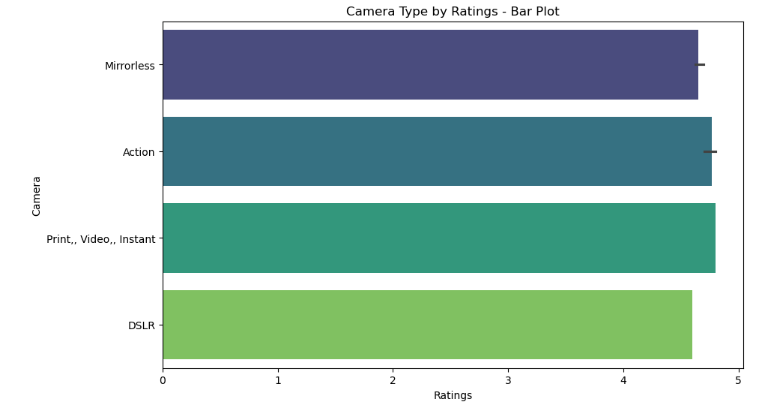 Camera Type by Ratings - Bar Plot
Mirrorless
Action
Camera
Print,, Video,, Instant
DSLR
0 1 2 3 4 5
Ratings